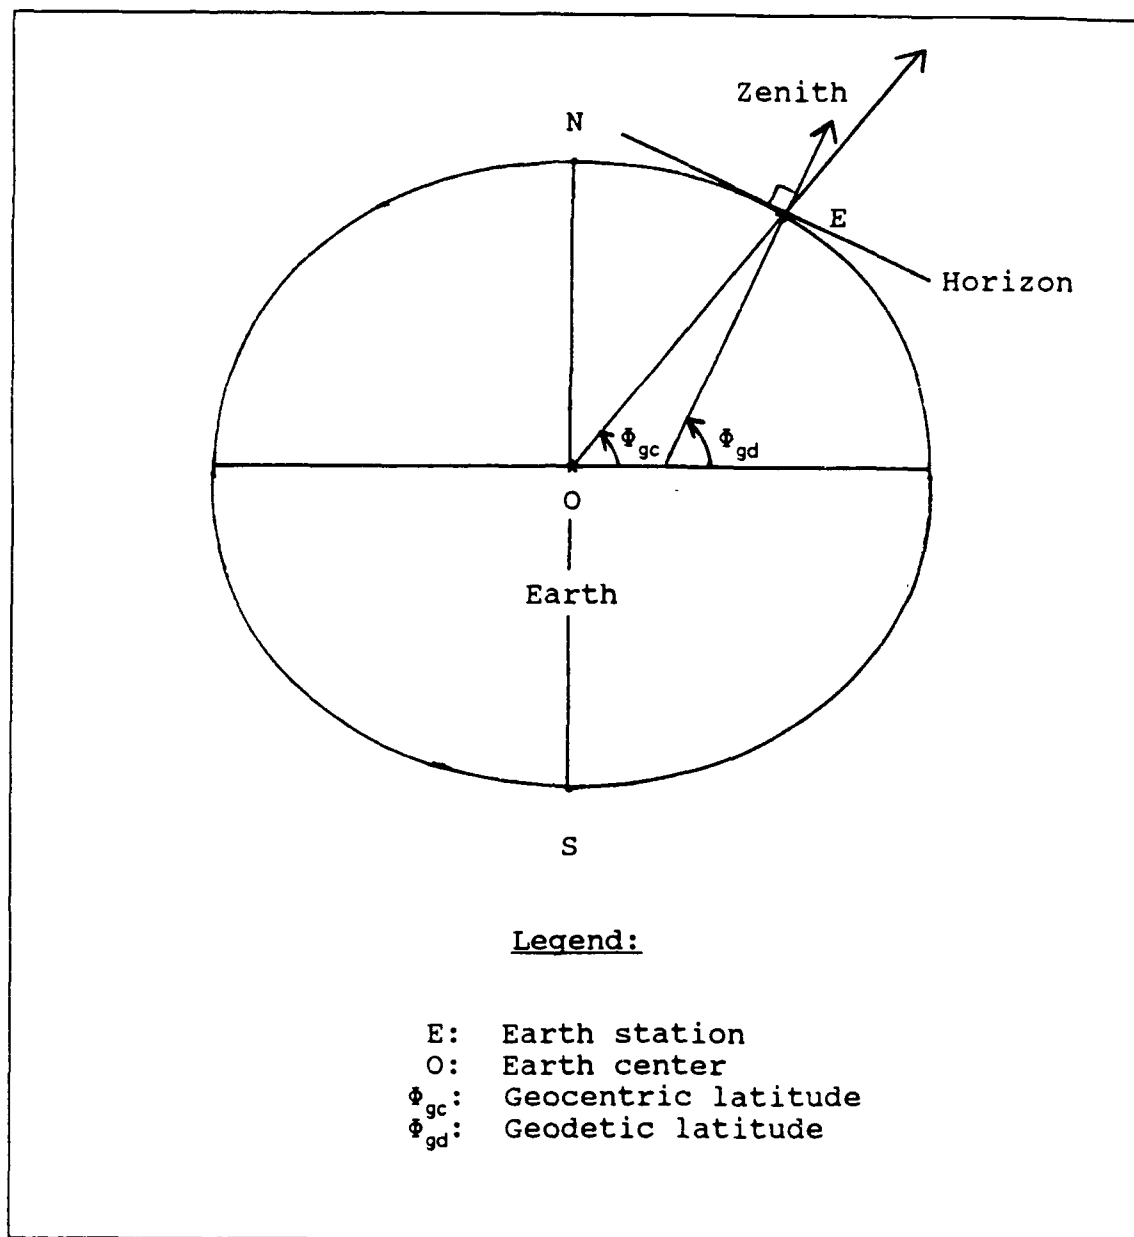 Zenith
N
E
Horizon
Φgc
Φgd
O
Earth
S
Legend:
E: Earth station
O: Earth center
Φgc: Geocentric latitude
Φgd: Geodetic latitude